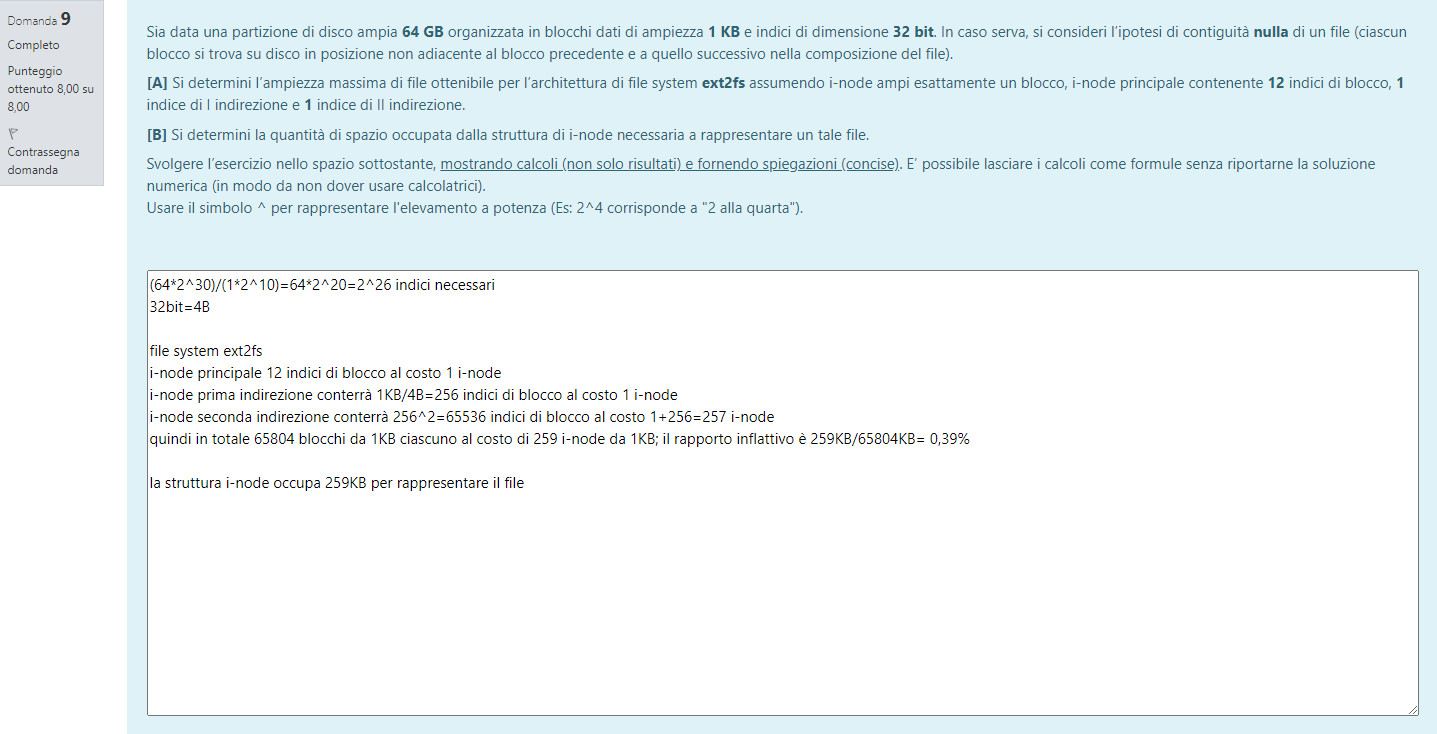 Domanda 9
Completo
Punteggio
ottenuto 8,00 su
8,00
Contrassegna
domanda
Sia data una partizione di disco ampia 64 GB organizzata in blocchi dati di ampiezza 1 KB e indici di dimensione 32 bit. In caso serva, si consideri l'ipotesi di contiguità nulla di un file (ciascun
blocco si trova su disco in posizione non adiacente al blocco precedente e a quello successivo nella composizione del file).
[A] Si determini l'ampiezza massima di file ottenibile per l'architettura di file system ext2fs assumendo i-node ampi esattamente un blocco, i-node principale contenente 12 indici di blocco, 1
indice di I indirezione e 1 indice di II indirezione.
[B] Si determini la quantità di spazio occupata dalla struttura di i-node necessaria a rappresentare un tale file.
Svolgere l'esercizio nello spazio sottostante, mostrando calcoli (non solo risultati) e fornendo spiegazioni (concise). E' possibile lasciare i calcoli come formule senza riportarne la soluzione
numerica (in modo da non dover usare calcolatrici).
Usare il simbolo ^ per rappresentare l'elevamento a potenza (Es: 2^4 corrisponde a "2 alla quarta").
(64*2^30)/(1*2^10)=64*2^20=2^26 indici necessari
32bit=4B
file system ext2fs
i-node principale 12 indici di blocco al costo 1 i-node
i-node prima indirezione conterrà 1KB/4B=256 indici di blocco al costo 1 i-node
i-node seconda indirezione conterrà 256^2=65536 indici di blocco al costo 1+256=257 i-node
quindi in totale 65804 blocchi da 1KB ciascuno al costo di 259 i-node da 1KB; il rapporto inflattivo è 259KB/65804KB= 0,39%
la struttura i-node occupa 259KB per rappresentare il file